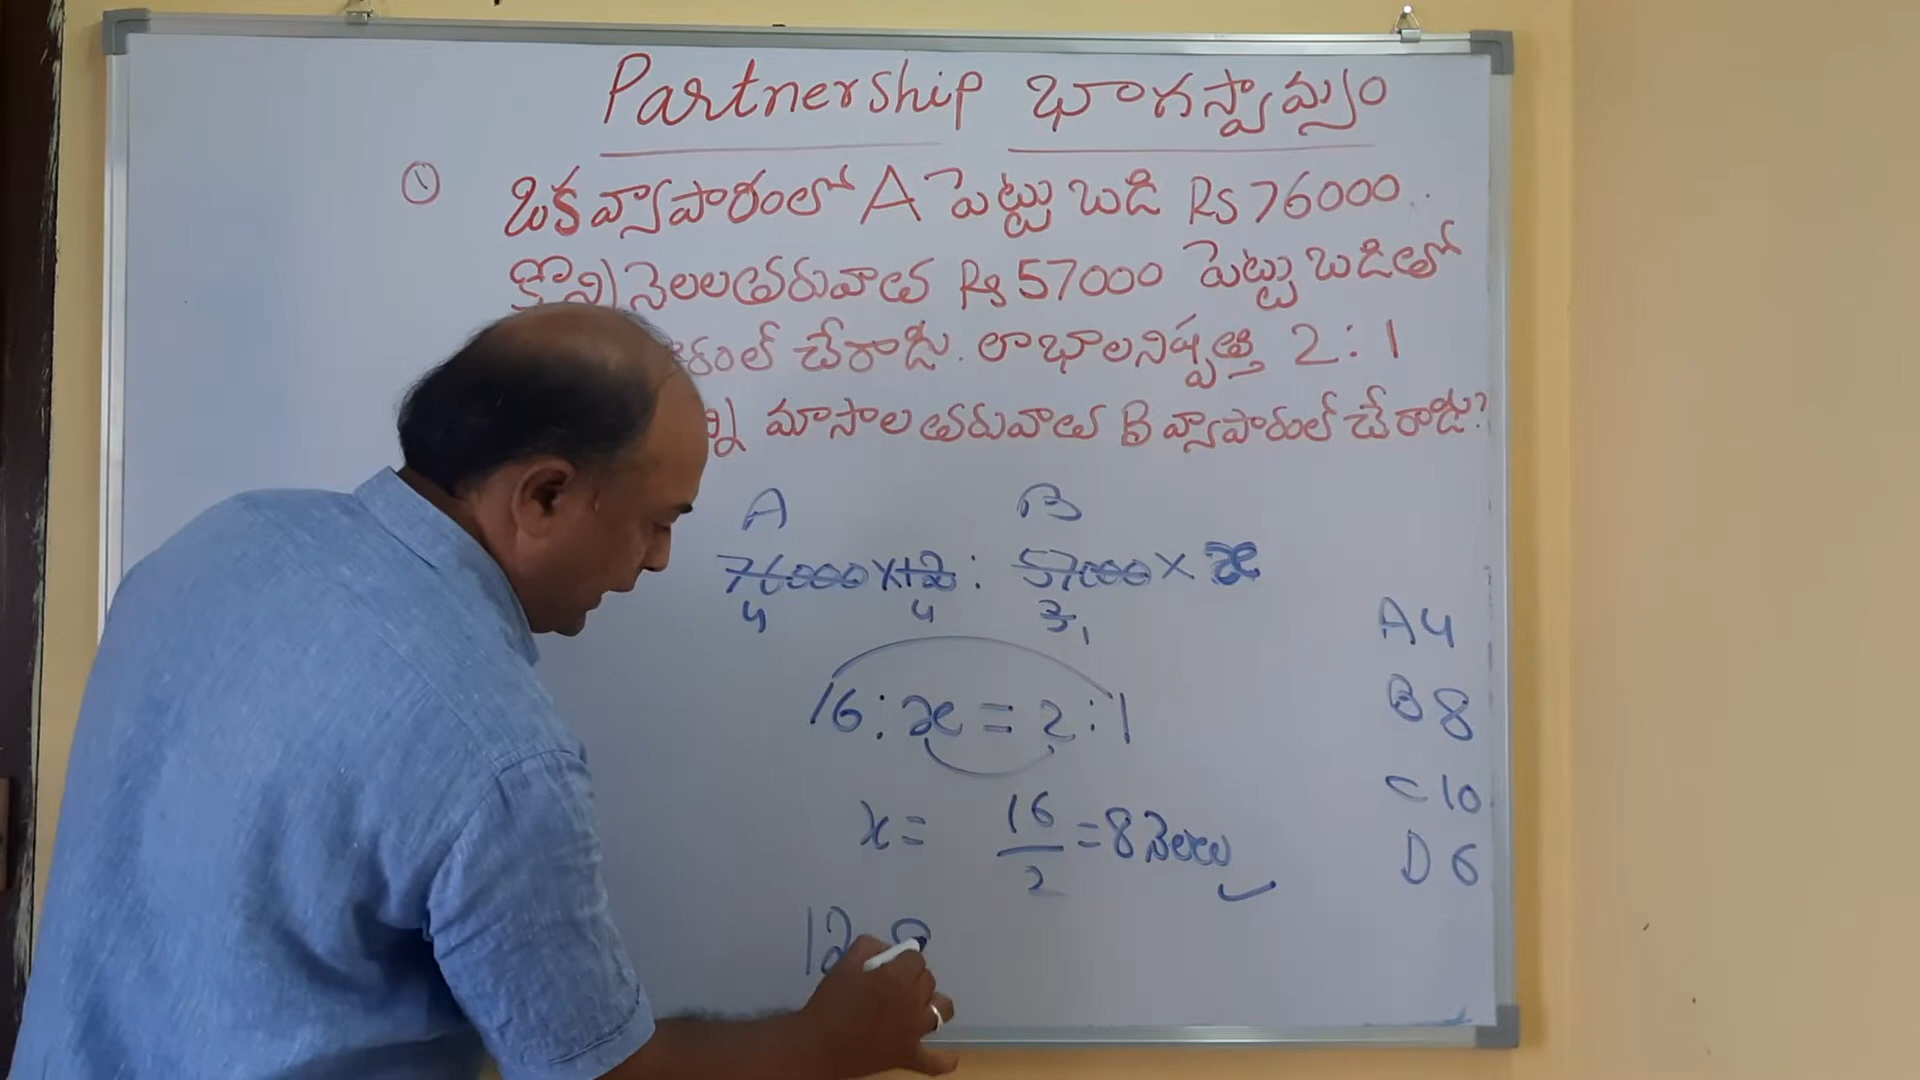 Partnership భాగస్వామ్యం
① ఒక వ్యాపారంలో A పెట్టుబడి Rs 76000.
కొన్ని నెలల తరువాత Rs 57000 పెట్టుబడితో
చేరాడు. లాభాల నిష్పత్తి 2 : 1
మాసాల తరువాత B వ్యాపారంలో చేరాడు?
A B
76000 × 12 : 57000 × x
4 4 3 1
A 4
16 : x = 2 : 1
B 8
x = 16/2 = 8 నెలలు
C 10
D 6
12